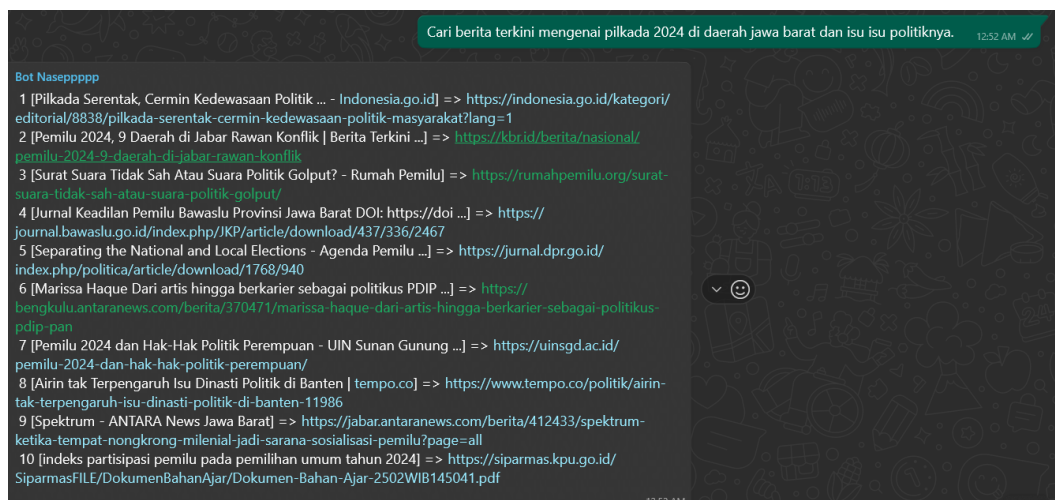 Cari berita terkini mengenai pilkada 2024 di daerah jawa barat dan isu isu politiknya.
12:52 AM
Bot Naseppppp
1 [Pilkada Serentak, Cermin Kedewasaan Politik ... - Indonesia.go.id] => https://indonesia.go.id/kategori/
editorial/8838/pilkada-serentak-cermin-kedewasaan-politik-masyarakat?lang=1
2 [Pemilu 2024, 9 Daerah di Jabar Rawan Konflik | Berita Terkini ...] => https://kbr.id/berita/nasional/
pemilu-2024-9-daerah-di-jabar-rawan-konflik
3 [Surat Suara Tidak Sah Atau Suara Politik Golput? - Rumah Pemilu] => https://rumahpemilu.org/surat-
suara-tidak-sah-atau-suara-politik-golput/
4 [Jurnal Keadilan Pemilu Bawaslu Provinsi Jawa Barat DOI: https://doi ...] => https://
journal.bawaslu.go.id/index.php/JKP/article/download/437/336/2467
5 [Separating the National and Local Elections - Agenda Pemilu ...] => https://jurnal.dpr.go.id/
index.php/politica/article/download/1768/940
6 [Marissa Haque Dari artis hingga berkarier sebagai politikus PDIP ...] => https://
bengkulu.antaranews.com/berita/370471/marissa-haque-dari-artis-hingga-berkarier-sebagai-politikus-
pdip-pan
7 [Pemilu 2024 dan Hak-Hak Politik Perempuan - UIN Sunan Gunung ...] => https://uinsgd.ac.id/
pemilu-2024-dan-hak-hak-politik-perempuan/
8 [Airin tak Terpengaruh Isu Dinasti Politik di Banten | tempo.co] => https://www.tempo.co/politik/airin-
tak-terpengaruh-isu-dinasti-politik-di-banten-11986
9 [Spektrum - ANTARA News Jawa Barat] => https://jabar.antaranews.com/berita/412433/spektrum-
ketika-tempat-nongkrong-milenial-jadi-sarana-sosialisasi-pemilu?page=all
10 [indeks partisipasi pemilu pada pemilihan umum tahun 2024] => https://siparmas.kpu.go.id/
SiparmasFILE/DokumenBahanAjar/Dokumen-Bahan-Ajar-2502WIB145041.pdf